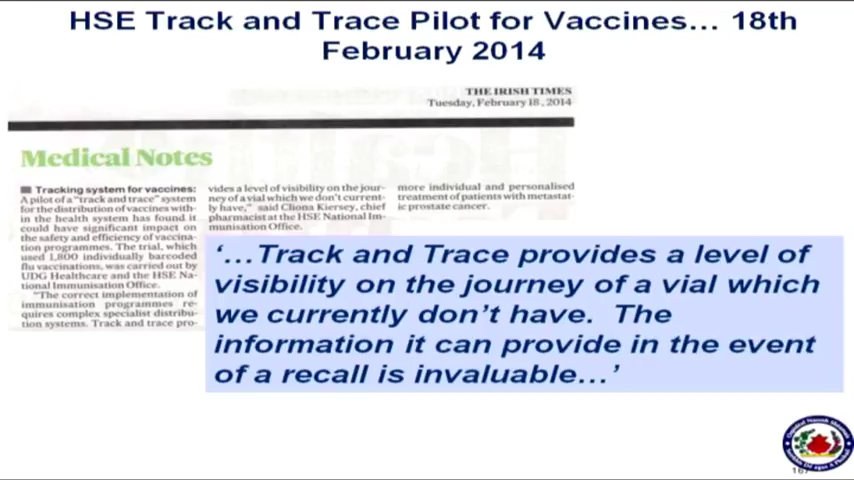 HSE Track and Trace Pilot for Vaccines... 18th
February 2014
THE IRISH TIMES
Tuesday, February 18, 2014
Medical Notes
Tracking system for vaccines:
A pilot of a "track and trace" system
for the distribution of vaccines with-
in the health system has found it
could have significant impact on
the safety and efficiency of vaccina-
tion programmes. The trial, which
used 1,800 individually barcoded
flu vaccinations, was carried out by
UDG Healthcare and the HSE Na-
tional Immunisation Office.
"The correct implementation of
immunisation programmes re-
quires complex specialist distribu-
tion systems. Track and trace pro-
vides a level of visibility on the jour-
ney of a vial which we don't current-
ly have," said Cliona Kiersey, chief
pharmacist at the HSE National Im-
munisation Office.
more individual and personalised
treatment of patients with metastat-
ic prostate cancer.
'...Track and Trace provides a level of
visibility on the journey of a vial which
we currently don't have. The
information it can provide in the event
of a recall is invaluable...'